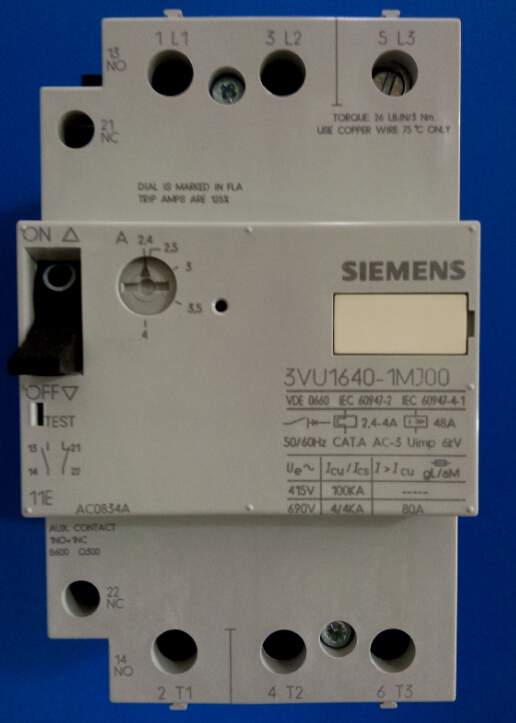 1 L1 3 L2 5 L3
13
NO
21
NC
TORQUE: 26 LB.IN/3 Nm
USE COPPER WIRE 75 °C ONLY
DIAL IS MARKED IN FLA
TRIP AMPS ARE 125%
ON △ A 2,4
2,5
3
3,5
4
SIEMENS
3VU1640-1MJ00
VDE 0660 IEC 60947-2 IEC 60947-4-1
2,4-4A I> 48A
50/60Hz CAT.A AC-3 Uimp 6kV
Ue~ Icu/Ics I>Icu gL/aM
415V 100KA -----
690V 4/4KA 80A
OFF ▽
TEST
13 21
14 22
11E
AC0834A
AUX. CONTACT
1NO+1NC
B600 Q300
22
NC
14
NO
2 T1 4 T2 6 T3